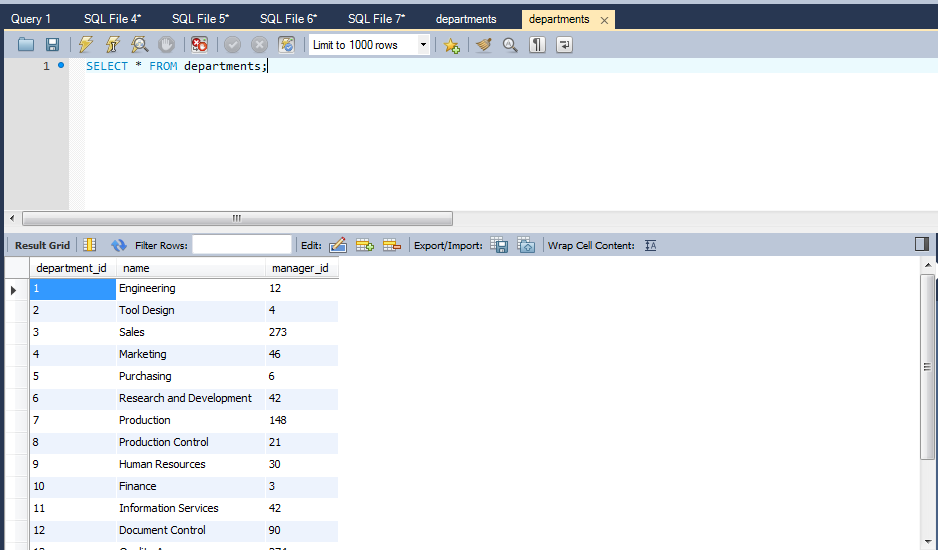 Query 1 SQL File 4* SQL File 5* SQL File 6* SQL File 7* departments departments
Limit to 1000 rows
1 SELECT * FROM departments;
Result Grid Filter Rows: Edit: Export/Import: Wrap Cell Content:
department_id name manager_id
1 Engineering 12
2 Tool Design 4
3 Sales 273
4 Marketing 46
5 Purchasing 6
6 Research and Development 42
7 Production 148
8 Production Control 21
9 Human Resources 30
10 Finance 3
11 Information Services 42
12 Document Control 90